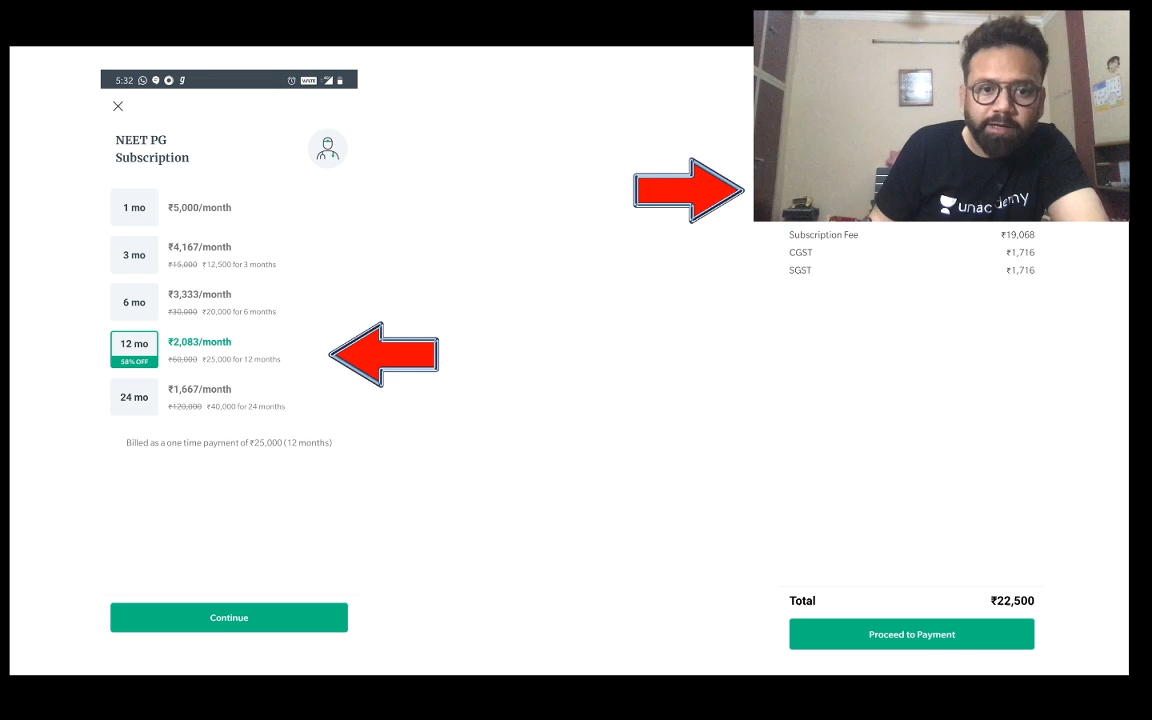 5:32
NEET PG
Subscription
1 mo
₹5,000/month
3 mo
₹4,167/month
₹15,000 ₹12,500 for 3 months
6 mo
₹3,333/month
₹30,000 ₹20,000 for 6 months
12 mo
58% OFF
₹2,083/month
₹60,000 ₹25,000 for 12 months
24 mo
₹1,667/month
₹120,000 ₹40,000 for 24 months
Billed as a one time payment of ₹25,000 (12 months)
Continue
unacademy
Subscription Fee ₹19,068
CGST ₹1,716
SGST ₹1,716
Total ₹22,500
Proceed to Payment